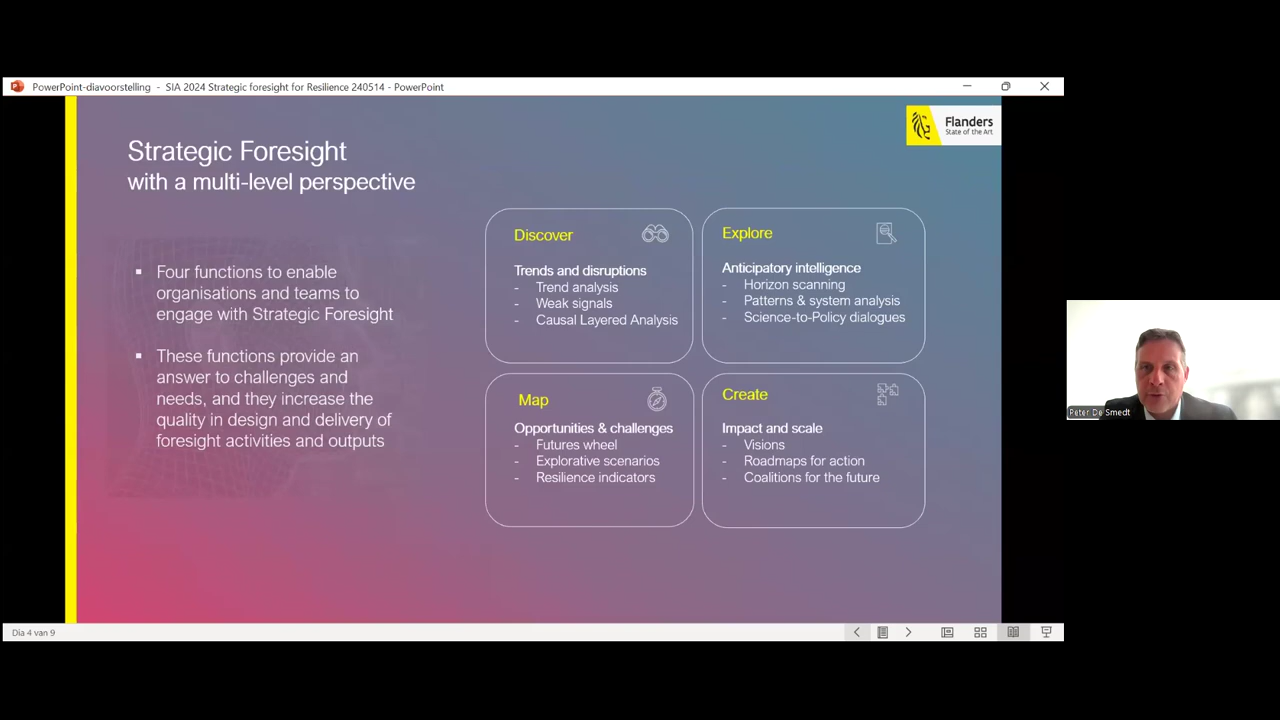 PowerPoint-diavoorstelling - SIA 2024 Strategic foresight for Resilience 240514 - PowerPoint
Flanders
State of the Art
Strategic Foresight
with a multi-level perspective
▪ Four functions to enable
organisations and teams to
engage with Strategic Foresight
▪ These functions provide an
answer to challenges and
needs, and they increase the
quality in design and delivery of
foresight activities and outputs
Discover
Trends and disruptions
- Trend analysis
- Weak signals
- Causal Layered Analysis
Explore
Anticipatory intelligence
- Horizon scanning
- Patterns & system analysis
- Science-to-Policy dialogues
Map
Opportunities & challenges
- Futures wheel
- Explorative scenarios
- Resilience indicators
Create
Impact and scale
- Visions
- Roadmaps for action
- Coalitions for the future
Peter De Smedt
Dia 4 van 9